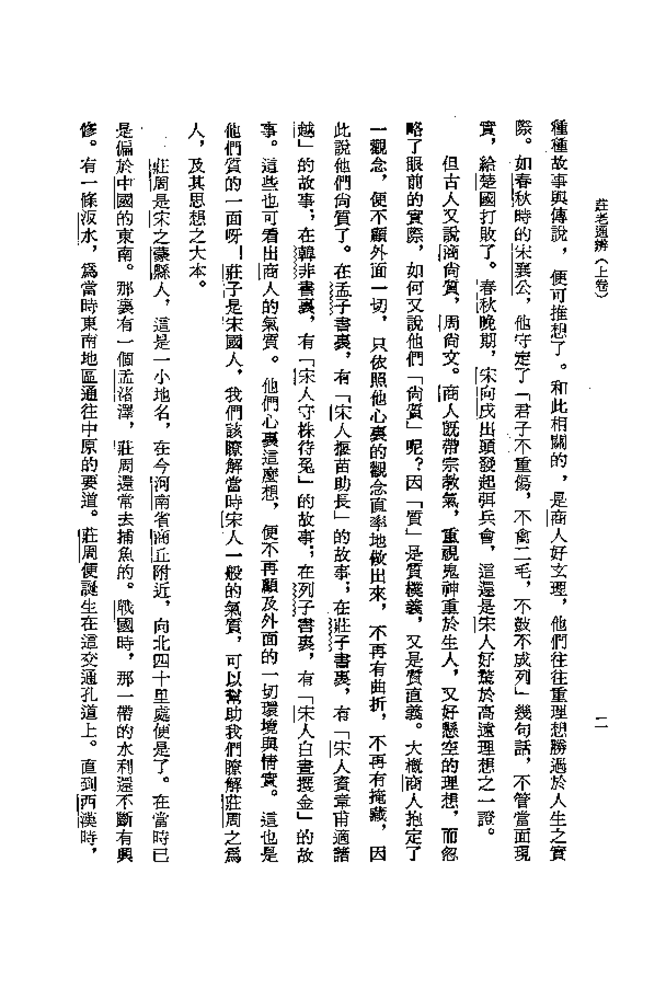 莊老通辨（上卷）
二
種種故事與傳說，便可推想了。和此相關的，是商人好玄理，他們往往重理想勝過於人生之實
際。如春秋時的宋襄公，他守定了「君子不重傷，不禽二毛，不鼓不成列」幾句話，不管當面現
實，給楚國打敗了。春秋晚期，宋向戌出頭發起弭兵會，這還是宋人好騖於高遠理想之一證。
但古人又說商尚質，周尚文。商人既帶宗教氣，重視鬼神重於生人，又好懸空的理想，而忽
略了眼前的實際，如何又說他們「尚質」呢？因「質」是質樸義，又是質直義。大概商人抱定了
一觀念，便不顧外面一切，只依照他心裏的觀念直率地做出來，不再有曲折，不再有掩藏，因
此說他們尚質了。在孟子書裏，有「宋人揠苗助長」的故事；在莊子書裏，有「宋人資章甫適諸
越」的故事；在韓非書裏，有「宋人守株待兔」的故事；在列子書裏，有「宋人白晝攫金」的故
事。這些也可看出商人的氣質。他們心裏這麼想，便不再顧及外面的一切環境與情實。這也是
他們質的一面呀！莊子是宋國人，我們該瞭解當時宋人一般的氣質，可以幫助我們瞭解莊周之為
人，及其思想之大本。
莊周是宋之蒙縣人，這是一小地名，在今河南省商丘附近，向北四十里處便是了。在當時已
是偏於中國的東南。那裏有一個孟渚澤，莊周還常去捕魚的。戰國時，那一帶的水利還不斷有興
修。有一條汳水，為當時東南地區通往中原的要道。莊周便誕生在這交通孔道上。直到西漢時，